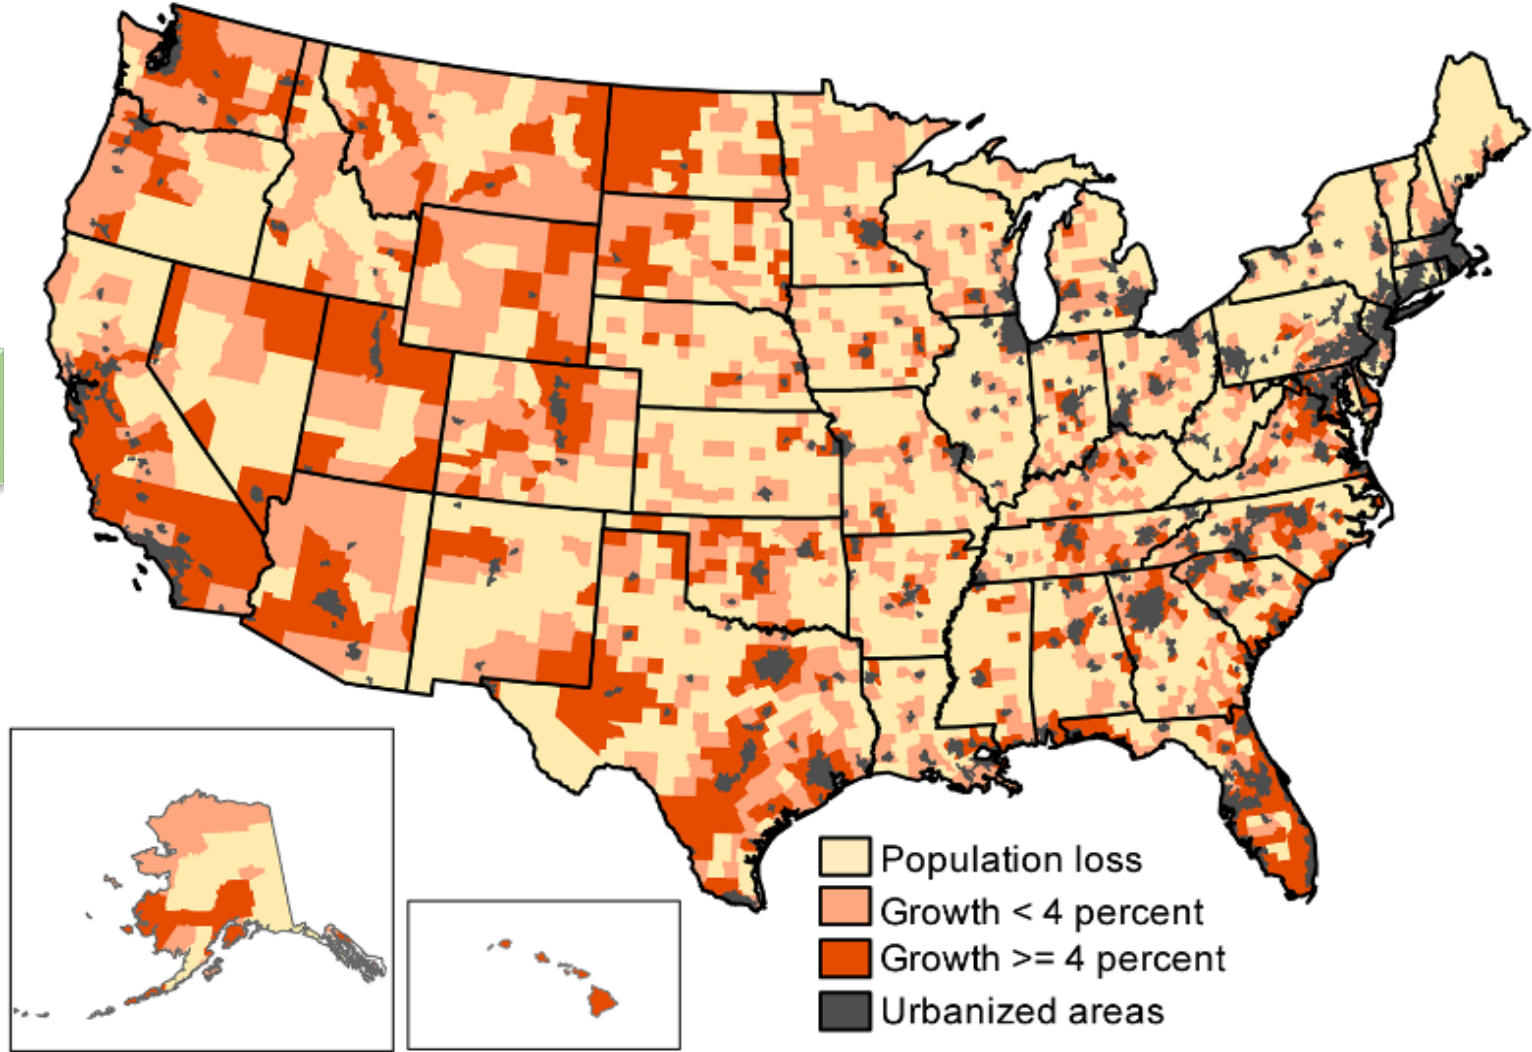 Population loss
Growth < 4 percent
Growth >= 4 percent
Urbanized areas